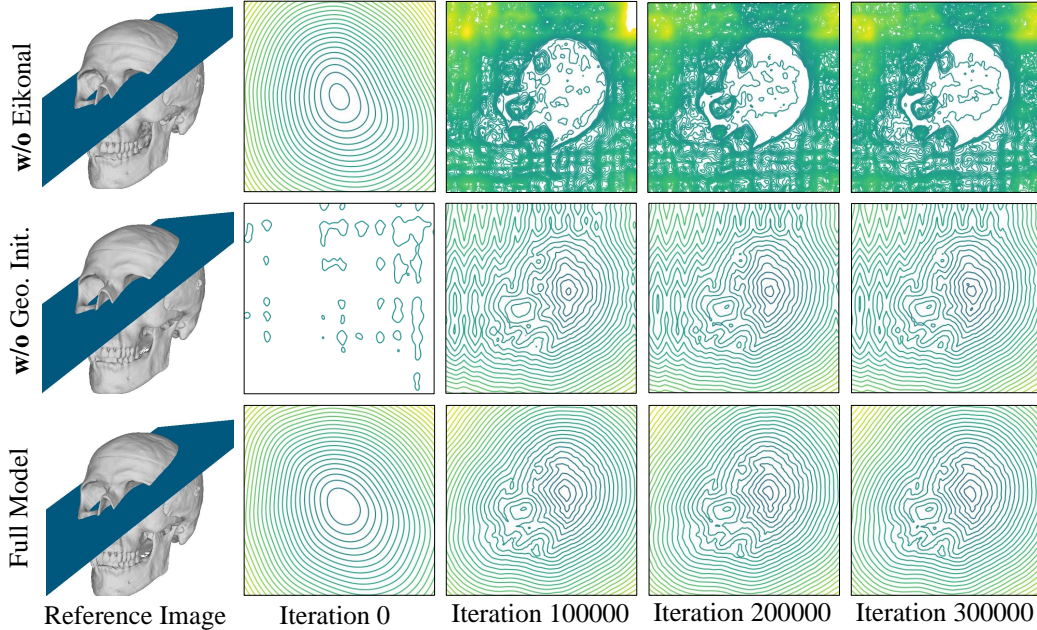 w/o Eikonal
w/o Geo. Init.
Full Model
Reference Image
Iteration 0
Iteration 100000
Iteration 200000
Iteration 300000